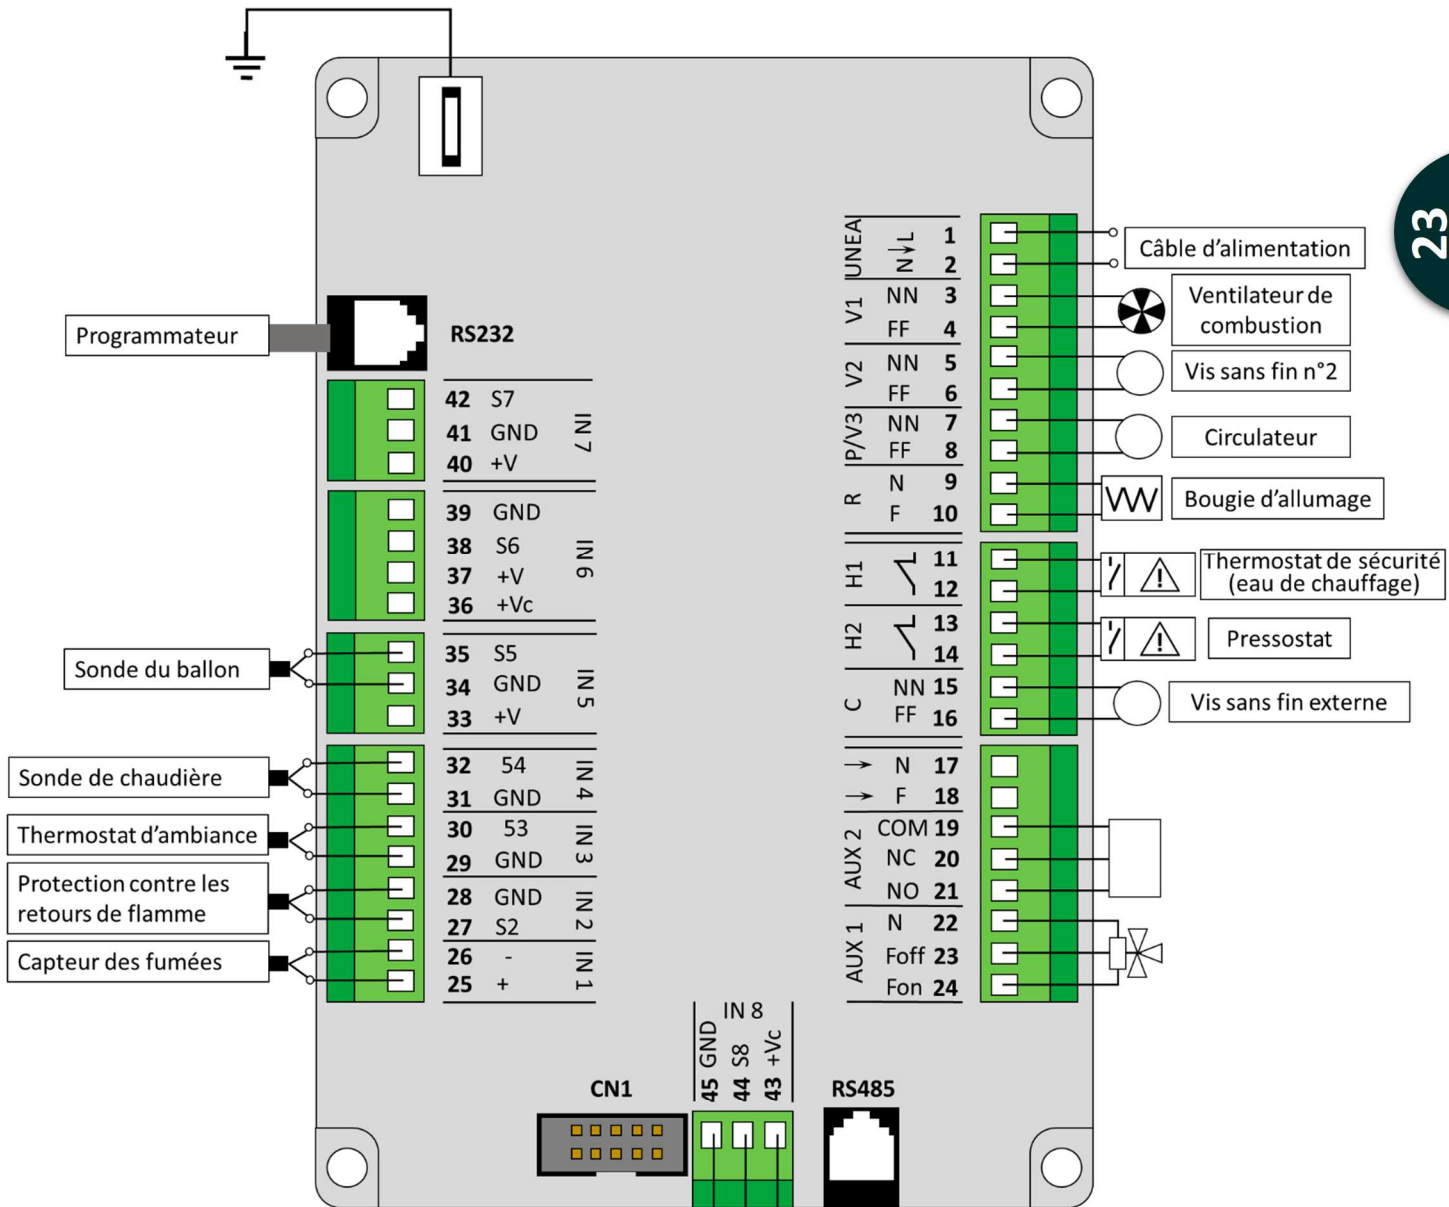 23
Programmateur
RS232
42 S7
41 GND
40 +V
IN 7
39 GND
38 S6
37 +V
36 +Vc
IN 6
Sonde du ballon
35 S5
34 GND
33 +V
IN 5
Sonde de chaudière
32 54
31 GND
IN 4
Thermostat d'ambiance
30 53
29 GND
IN 3
Protection contre les
retours de flamme
28 GND
27 S2
IN 2
Capteur des fumées
26 -
25 +
IN 1
UNEA
L 1
N 2
Câble d'alimentation
V1
NN 3
FF 4
Ventilateur de
combustion
V2
NN 5
FF 6
Vis sans fin n°2
P/V3
NN 7
FF 8
Circulateur
R
N 9
F 10
Bougie d'allumage
H1
11
12
Thermostat de sécurité
(eau de chauffage)
H2
13
14
Pressostat
C
NN 15
FF 16
Vis sans fin externe
→ N 17
→ F 18
AUX 2
COM 19
NC 20
NO 21
AUX 1
N 22
Foff 23
Fon 24
IN 8
45 GND
44 S8
43 +Vc
CN1
RS485